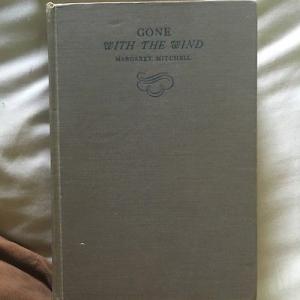 GONE
WITH THE WIND
MARGARET MITCHELL